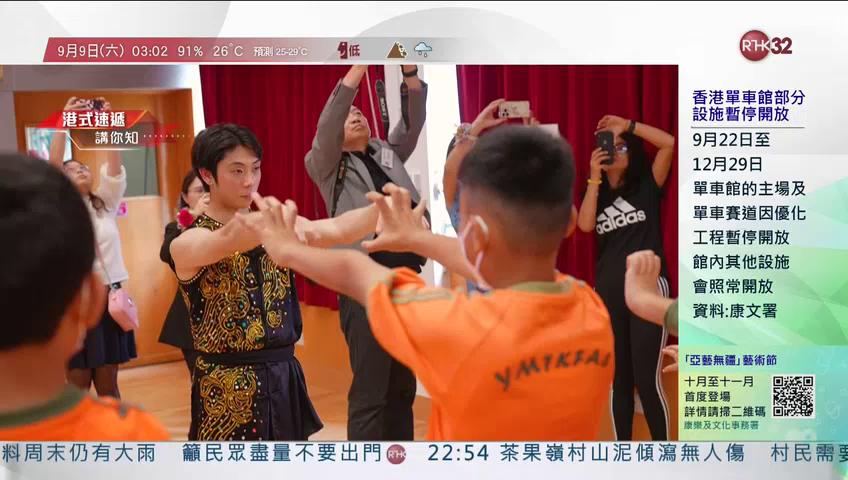 9月9日(六) 03:02 91% 26°C 預測 25-29°C 低
RTHK32
港式速遞
講你知
adidas
YMTKFAS
香港單車館部分
設施暫停開放
9月22日至
12月29日
單車館的主場及
單車賽道因優化
工程暫停開放
館內其他設施
會照常開放
資料:康文署
「亞藝無疆」藝術節
十月至十一月
首度登場
詳情請掃二維碼
康樂及文化事務署
料周末仍有大雨 籲民眾盡量不要出門 RTHK 22:54 茶果嶺村山泥傾瀉無人傷 村民需要